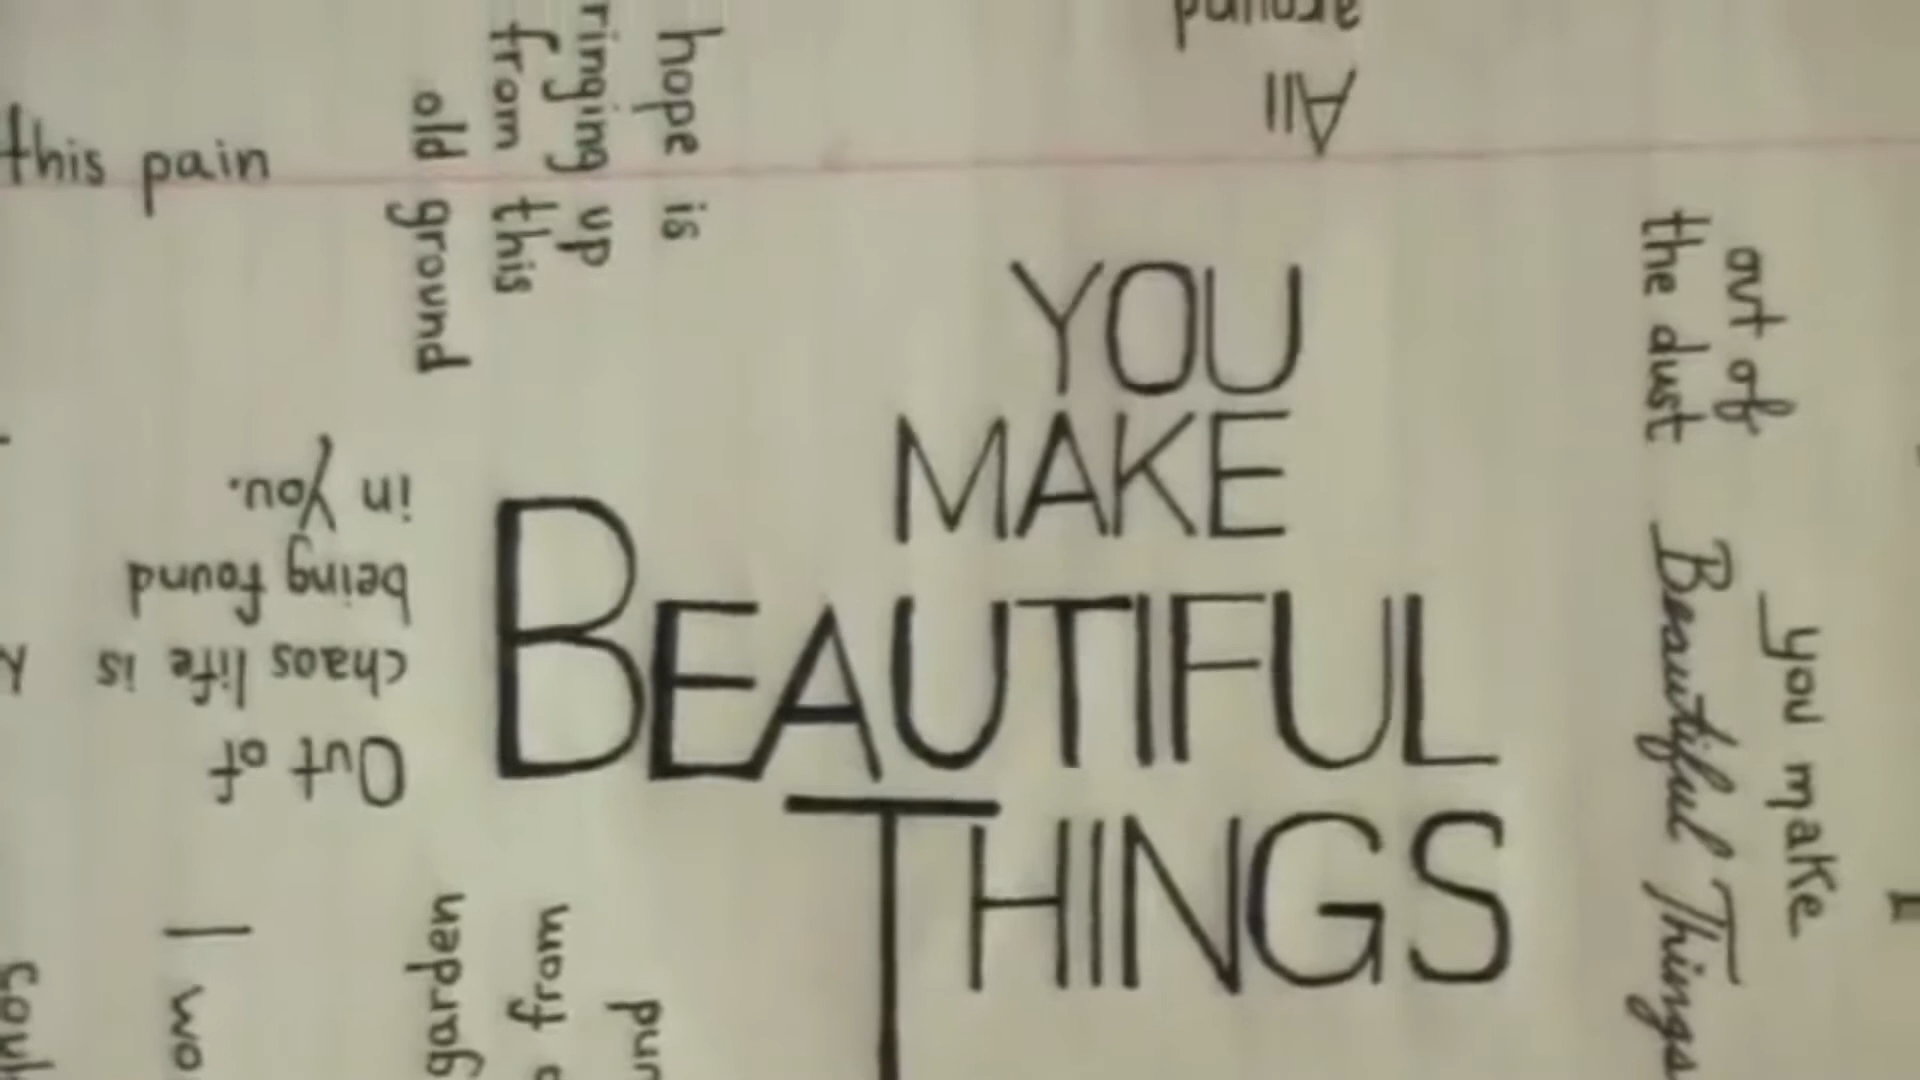 YOU
MAKE
BEAUTIFUL
THINGS
this pain
hope is
ringing up
from this
old ground
around
All
out of
the dust
you make
Beautiful Things
Out of
chaos life is
being found
in You.
I
garden
from